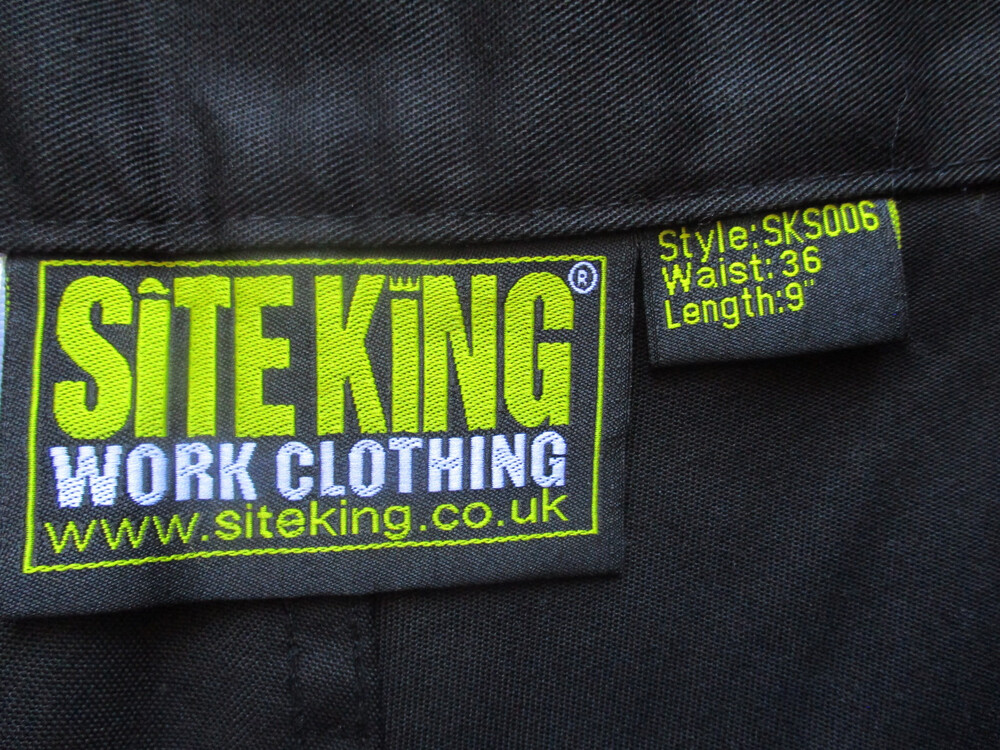 SiTE KiNG®
WORK CLOTHING
www.siteking.co.uk
Style:SKS006
Waist: 36
Length:9"